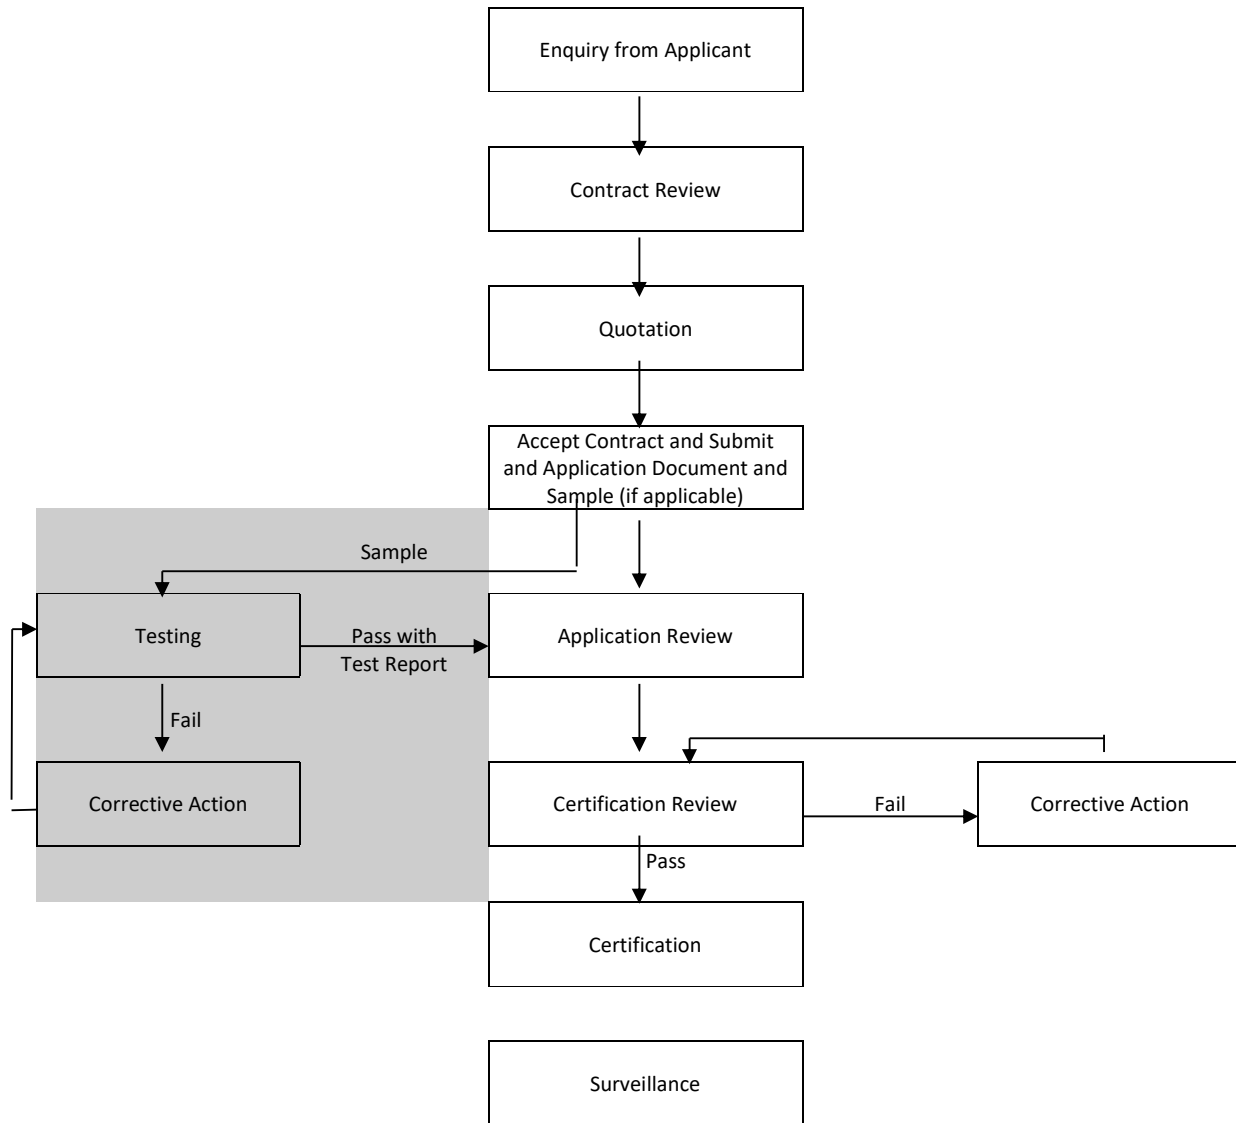 Enquiry from Applicant
Contract Review
Quotation
Accept Contract and Submit
and Application Document and
Sample (if applicable)
Sample
Testing
Pass with
Test Report
Application Review
Fail
Corrective Action
Certification Review
Fail
Corrective Action
Pass
Certification
Surveillance